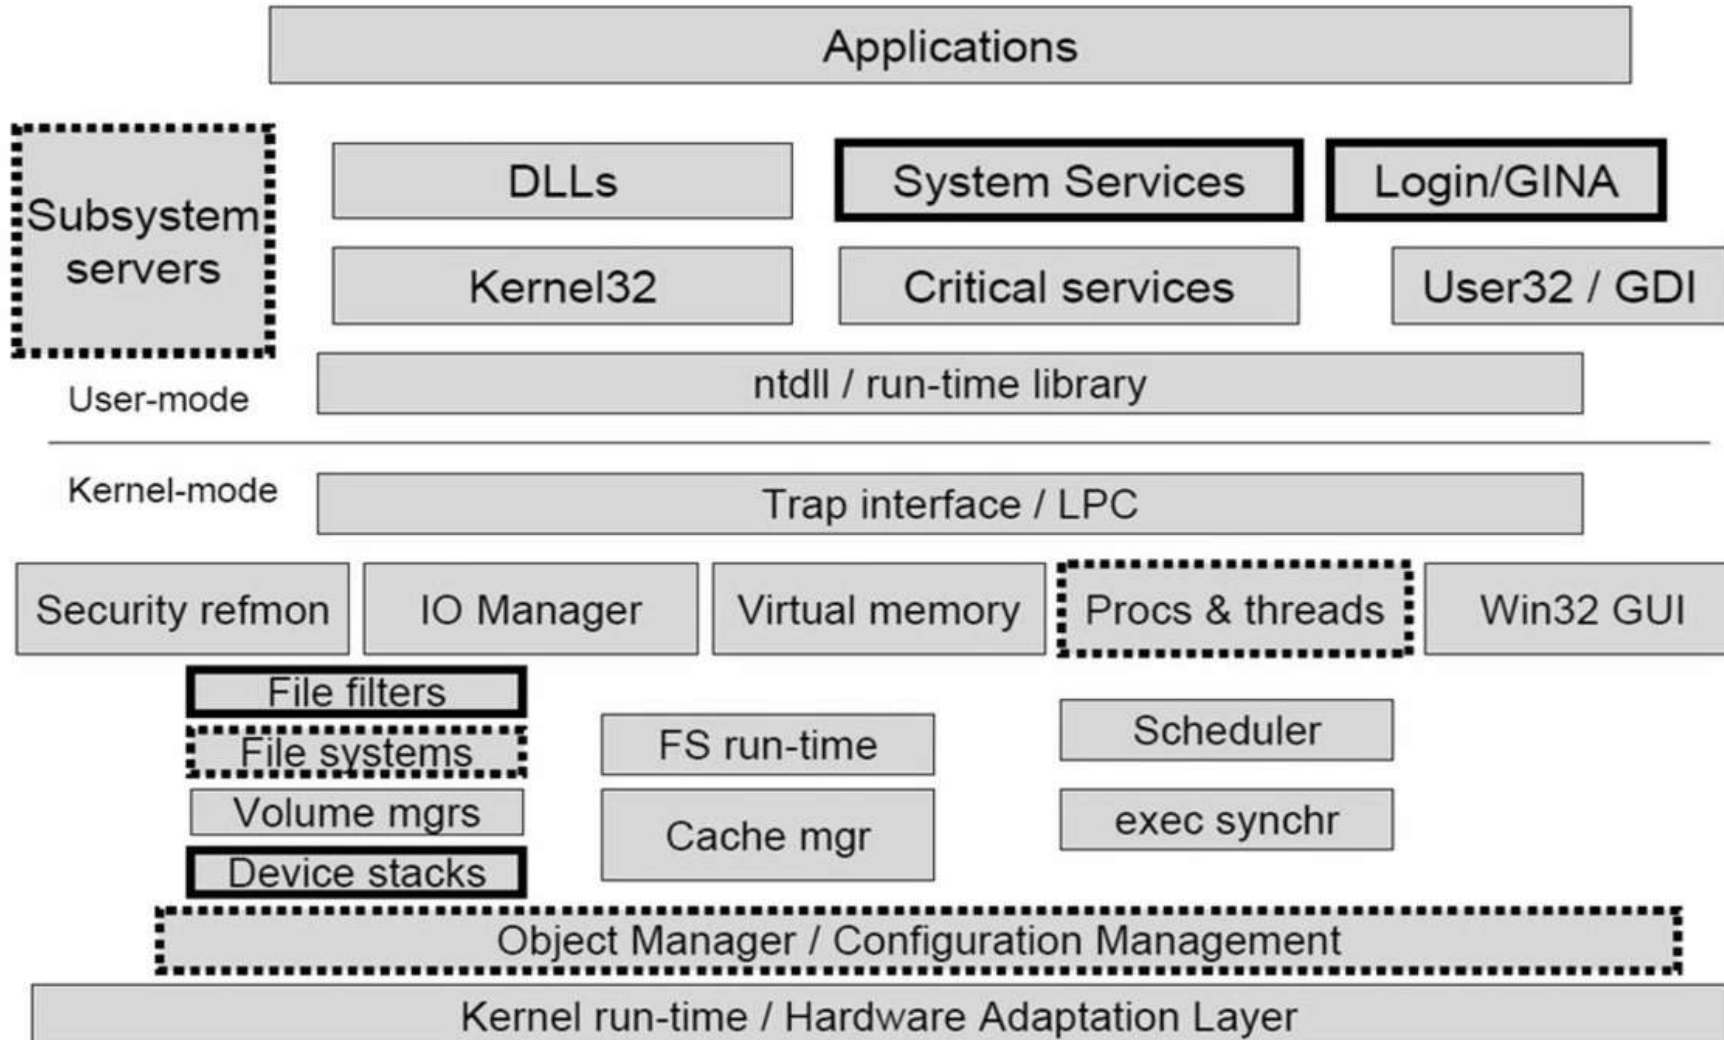 Applications
Subsystem
servers
DLLs
System Services
Login/GINA
Kernel32
Critical services
User32 / GDI
ntdll / run-time library
User-mode
Kernel-mode
Trap interface / LPC
Security refmon
IO Manager
Virtual memory
Procs & threads
Win32 GUI
File filters
File systems
Volume mgrs
Device stacks
FS run-time
Cache mgr
Scheduler
exec synchr
Object Manager / Configuration Management
Kernel run-time / Hardware Adaptation Layer